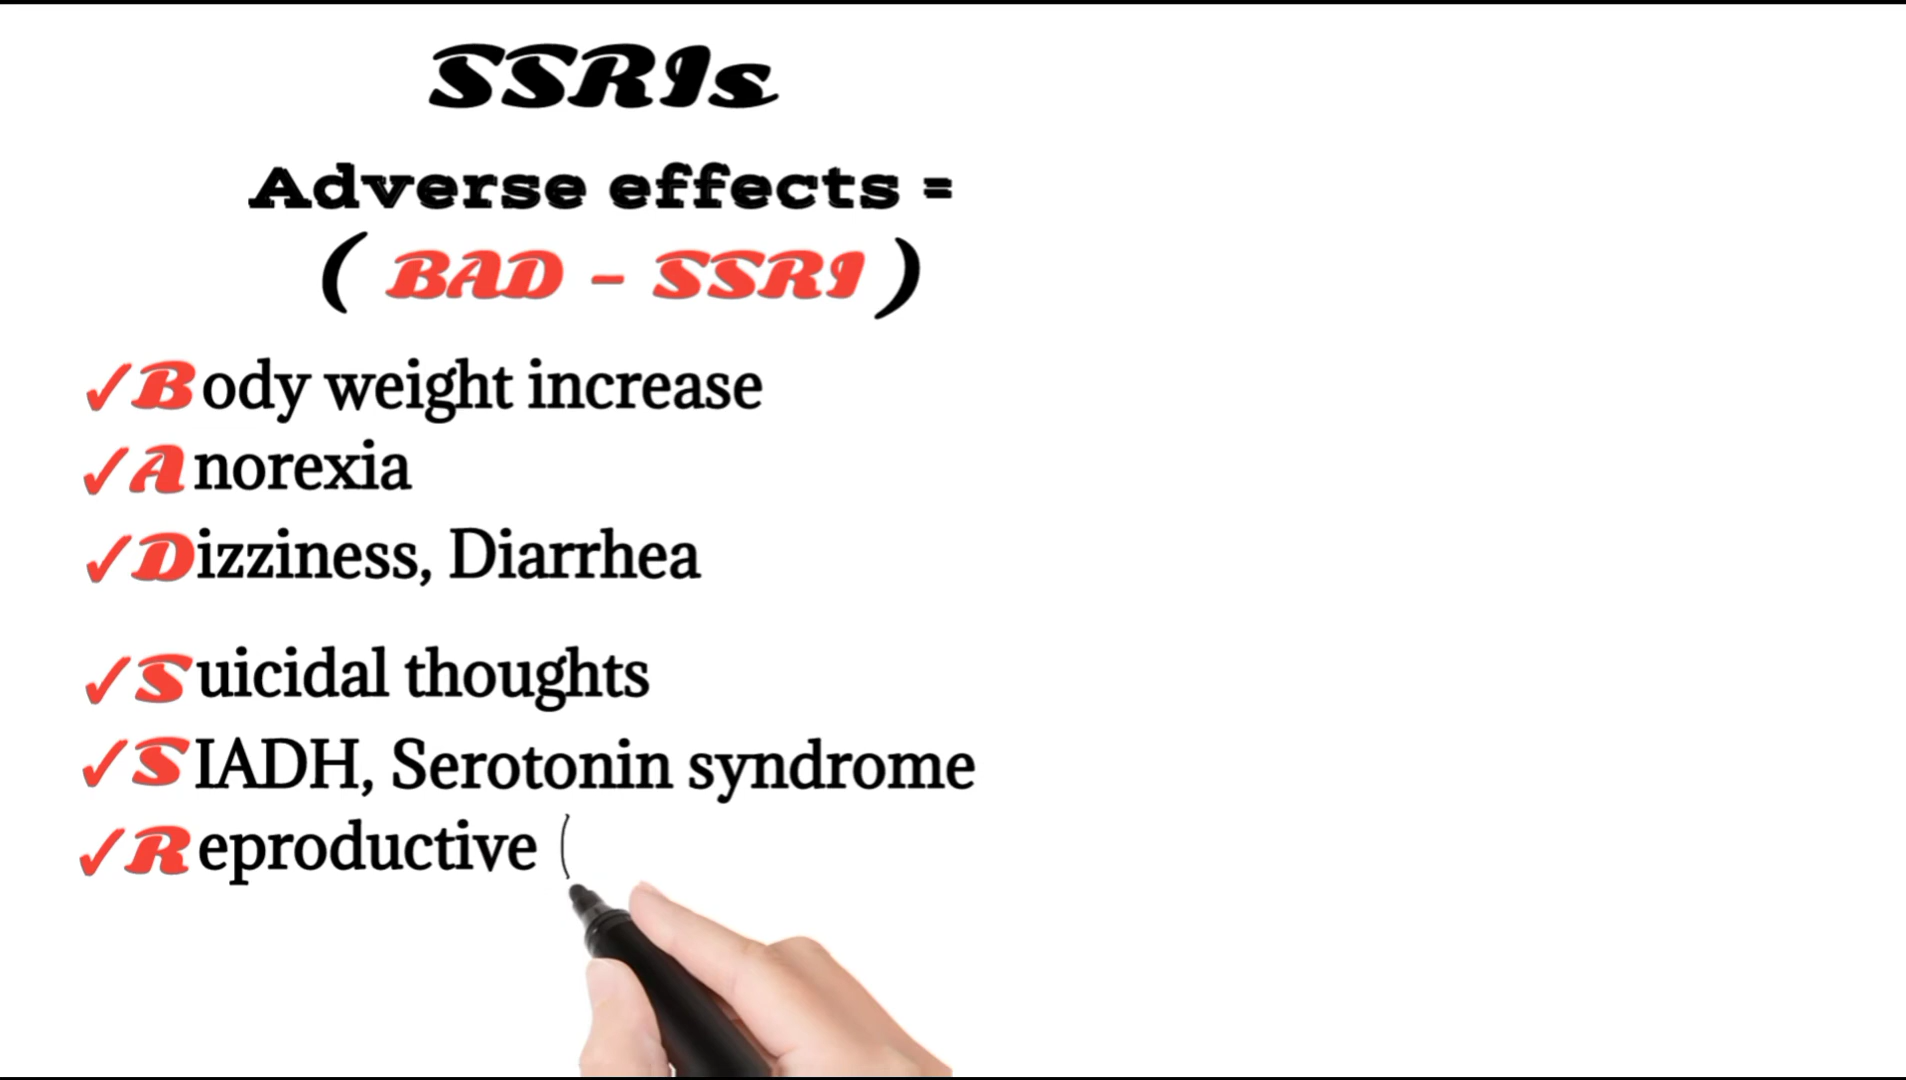 SSRIs
Adverse effects =
( BAD - SSRI )
✓Body weight increase
✓Anorexia
✓Dizziness, Diarrhea
✓Suicidal thoughts
✓SIADH, Serotonin syndrome
✓Reproductive (